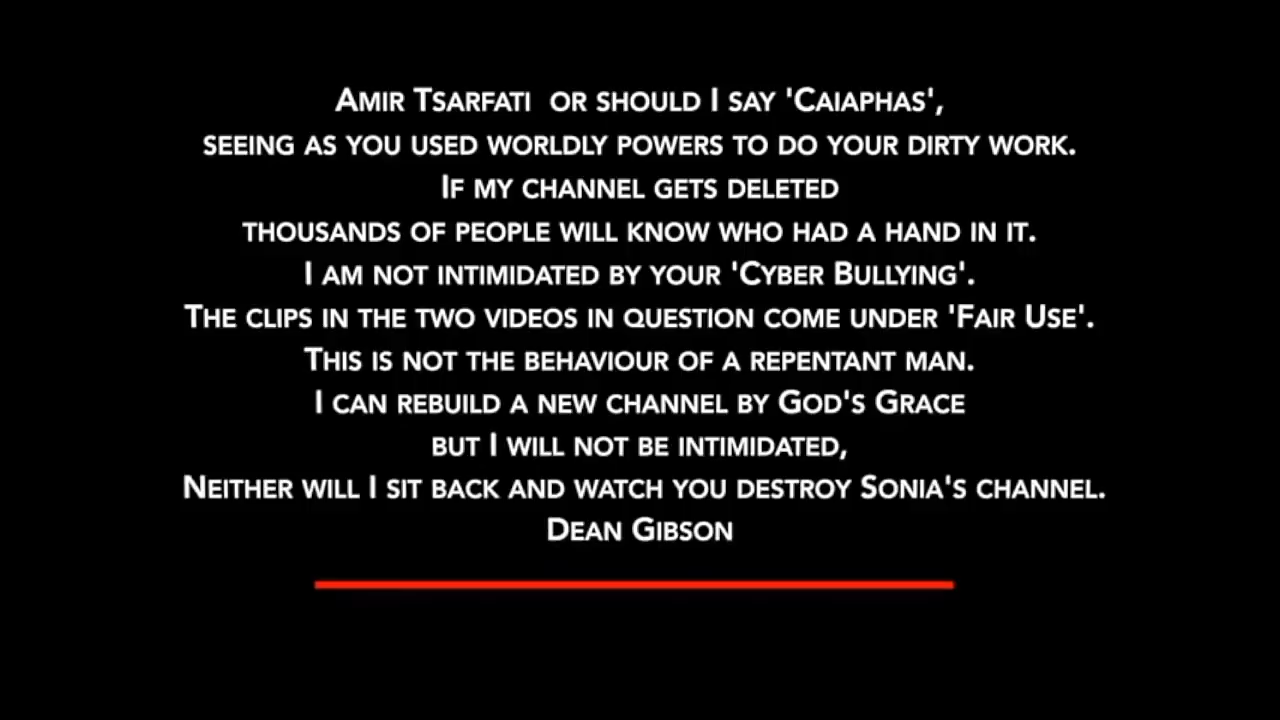 Amir Tsarfati or should I say 'Caiaphas',
seeing as you used worldly powers to do your dirty work.
If my channel gets deleted
thousands of people will know who had a hand in it.
I am not intimidated by your 'Cyber Bullying'.
The clips in the two videos in question come under 'Fair Use'.
This is not the behaviour of a repentant man.
I can rebuild a new channel by God's Grace
but I will not be intimidated,
Neither will I sit back and watch you destroy Sonia's channel.
Dean Gibson